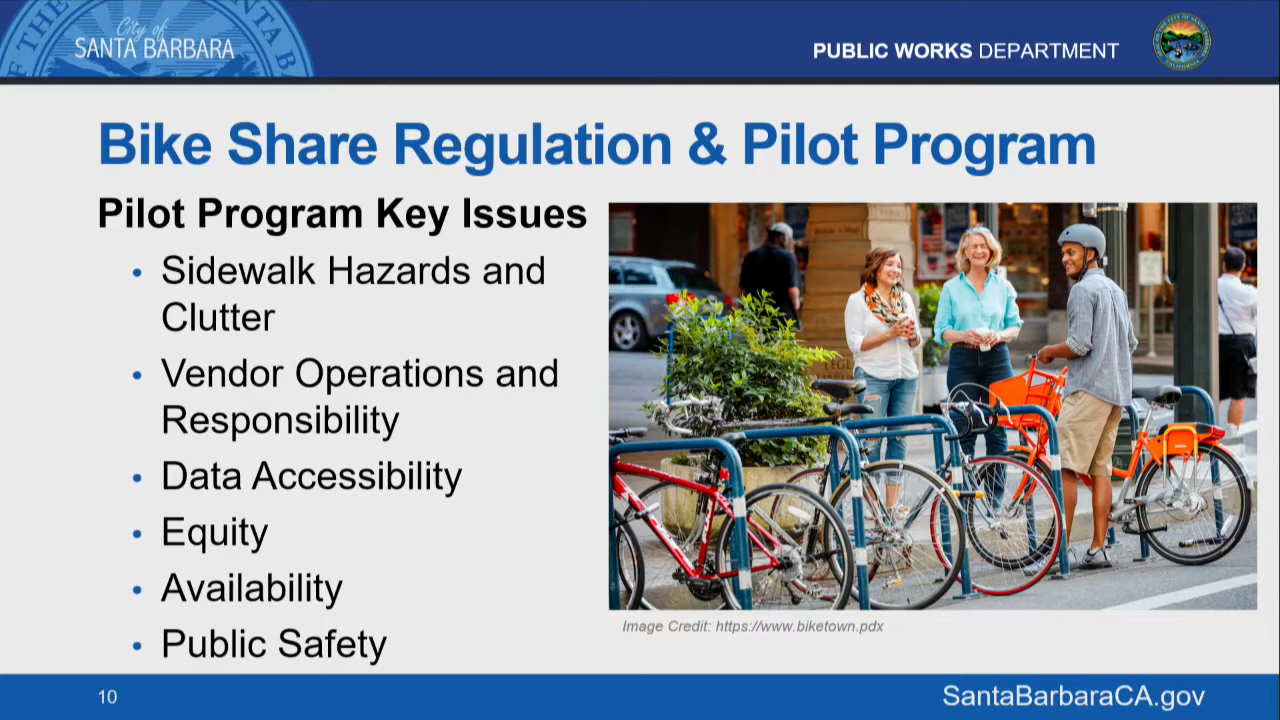 City of
SANTA BARBARA
PUBLIC WORKS DEPARTMENT
Bike Share Regulation & Pilot Program
Pilot Program Key Issues
• Sidewalk Hazards and
Clutter
• Vendor Operations and
Responsibility
• Data Accessibility
• Equity
• Availability
• Public Safety
Image Credit: https://www.biketown.pdx
10
SantaBarbaraCA.gov